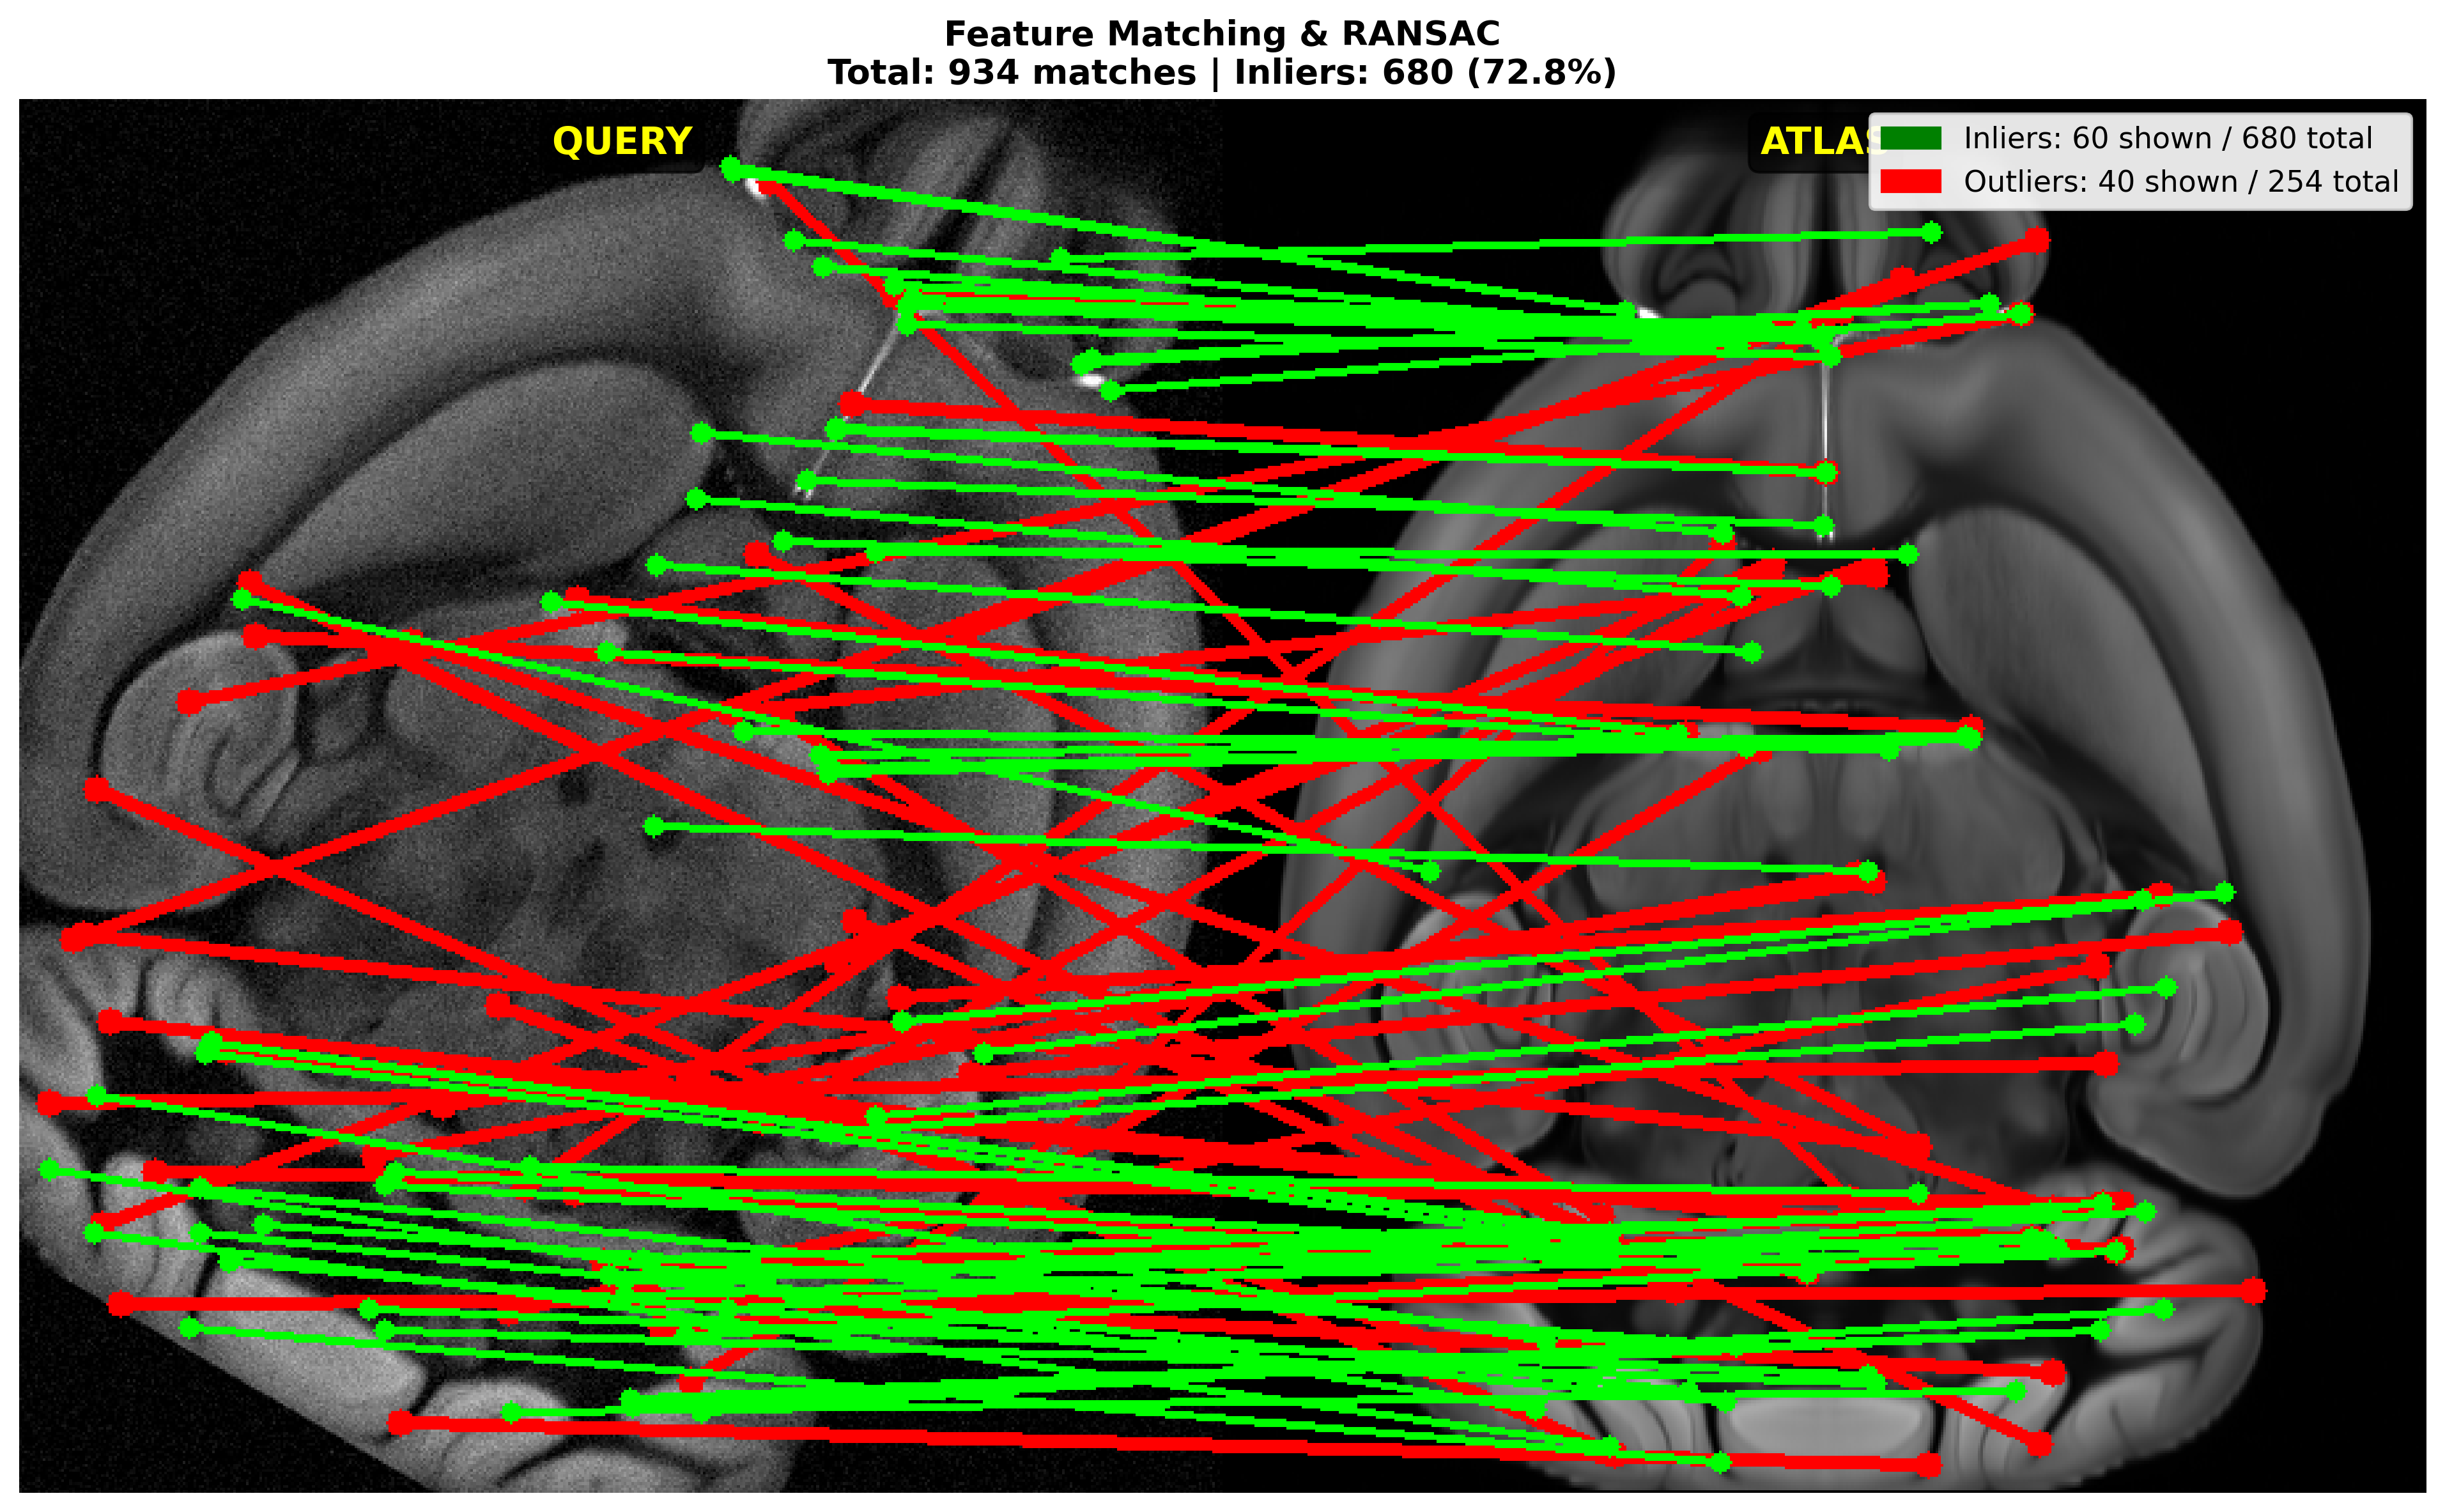 Feature Matching & RANSAC
Total: 934 matches | Inliers: 680 (72.8%)
QUERY
ATLAS
Inliers: 60 shown / 680 total
Outliers: 40 shown / 254 total